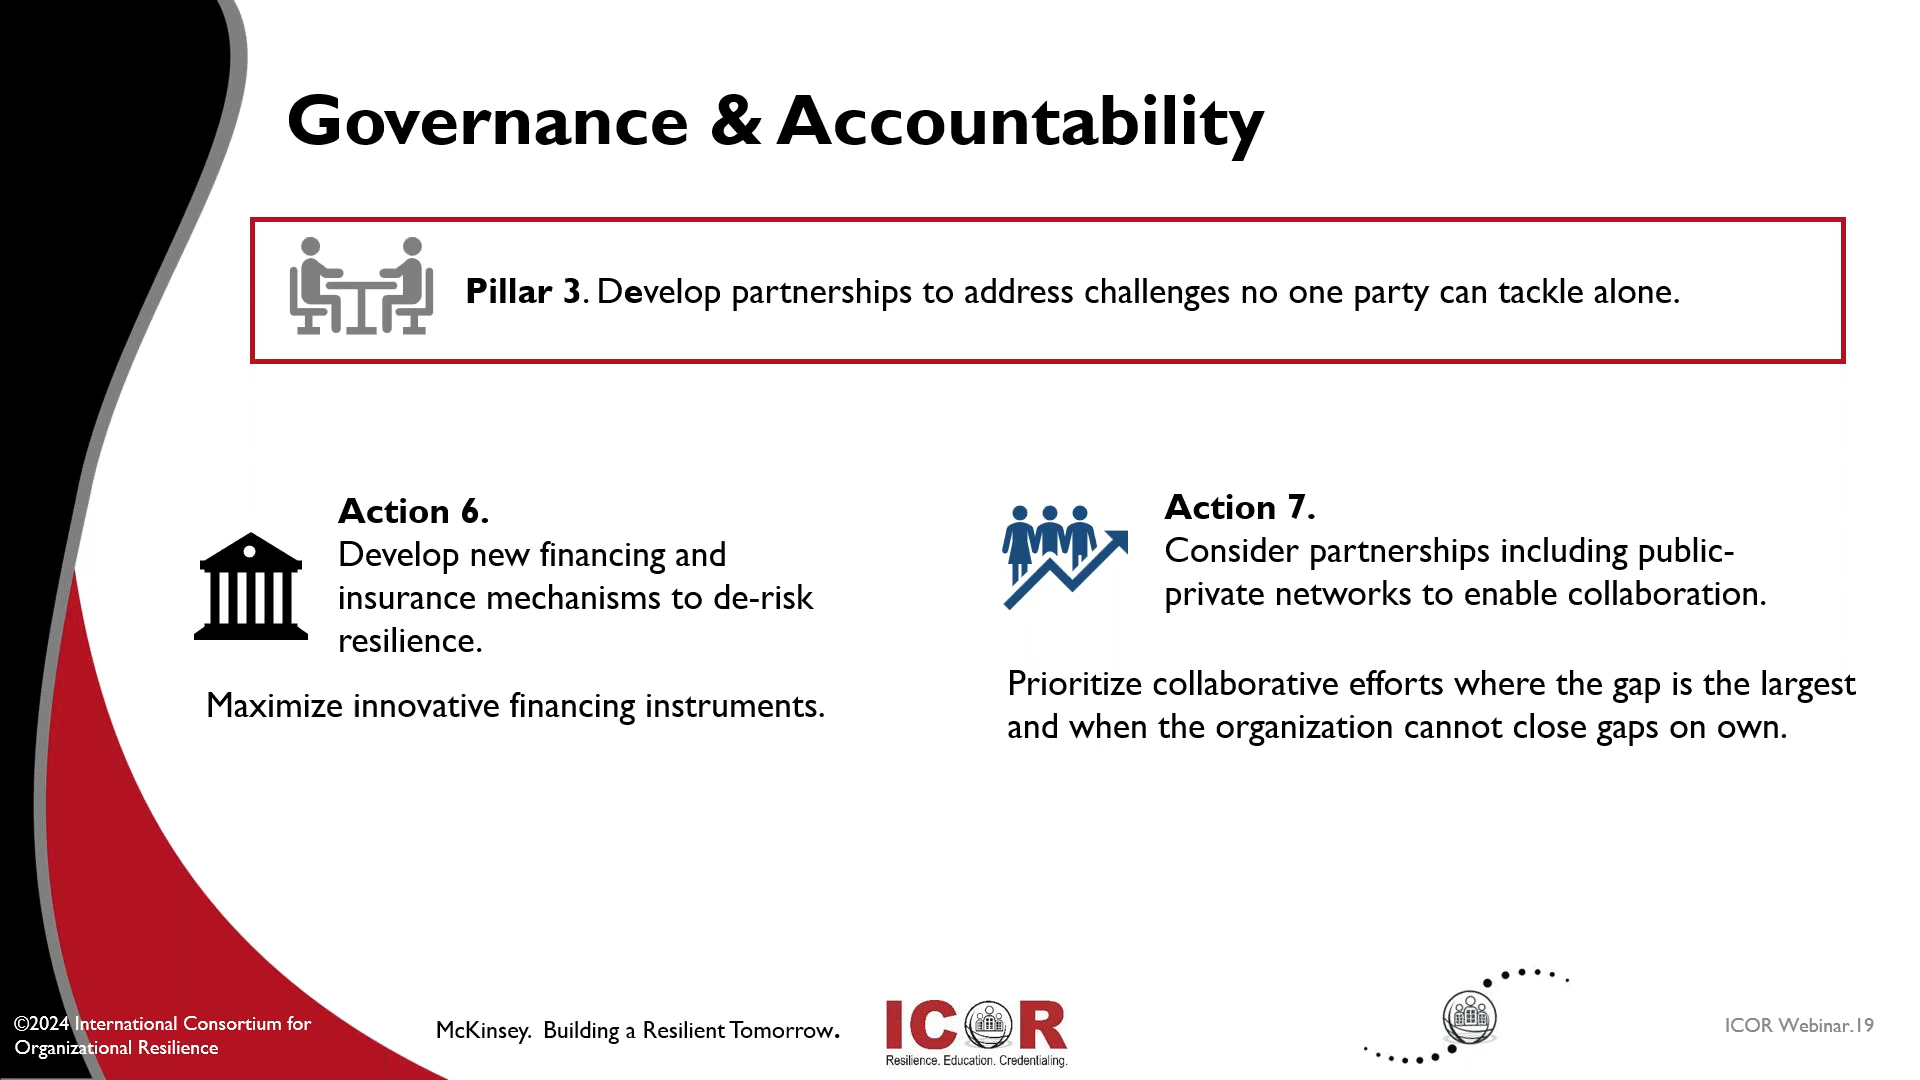 Governance & Accountability
Pillar 3. Develop partnerships to address challenges no one party can tackle alone.
Action 6.
Develop new financing and
insurance mechanisms to de-risk
resilience.
Maximize innovative financing instruments.
Action 7.
Consider partnerships including public-
private networks to enable collaboration.
Prioritize collaborative efforts where the gap is the largest
and when the organization cannot close gaps on own.
©2024 International Consortium for
Organizational Resilience
McKinsey. Building a Resilient Tomorrow.
ICOR
Resilience. Education. Credentialing.
ICOR Webinar.19